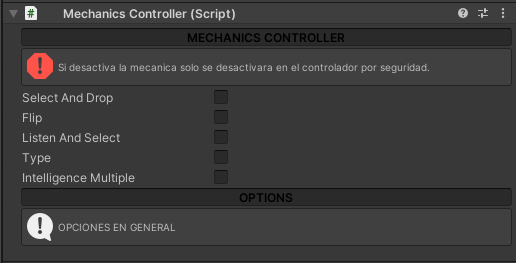 Mechanics Controller (Script)
MECHANICS CONTROLLER
Si desactiva la mecanica solo se desactivara en el controlador por seguridad.
Select And Drop
Flip
Listen And Select
Type
Intelligence Multiple
OPTIONS
OPCIONES EN GENERAL